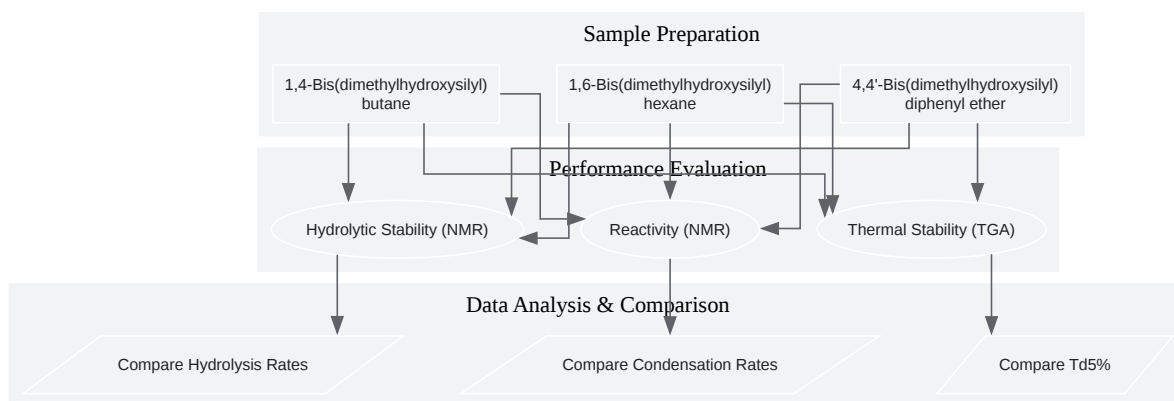 Sample Preparation
1,4-Bis(dimethylhydroxysilyl)
butane
1,6-Bis(dimethylhydroxysilyl)
hexane
4,4'-Bis(dimethylhydroxysilyl)
diphenyl ether
Performance Evaluation
Hydrolytic Stability (NMR)
Reactivity (NMR)
Thermal Stability (TGA)
Data Analysis & Comparison
Compare Hydrolysis Rates
Compare Condensation Rates
Compare Td5%